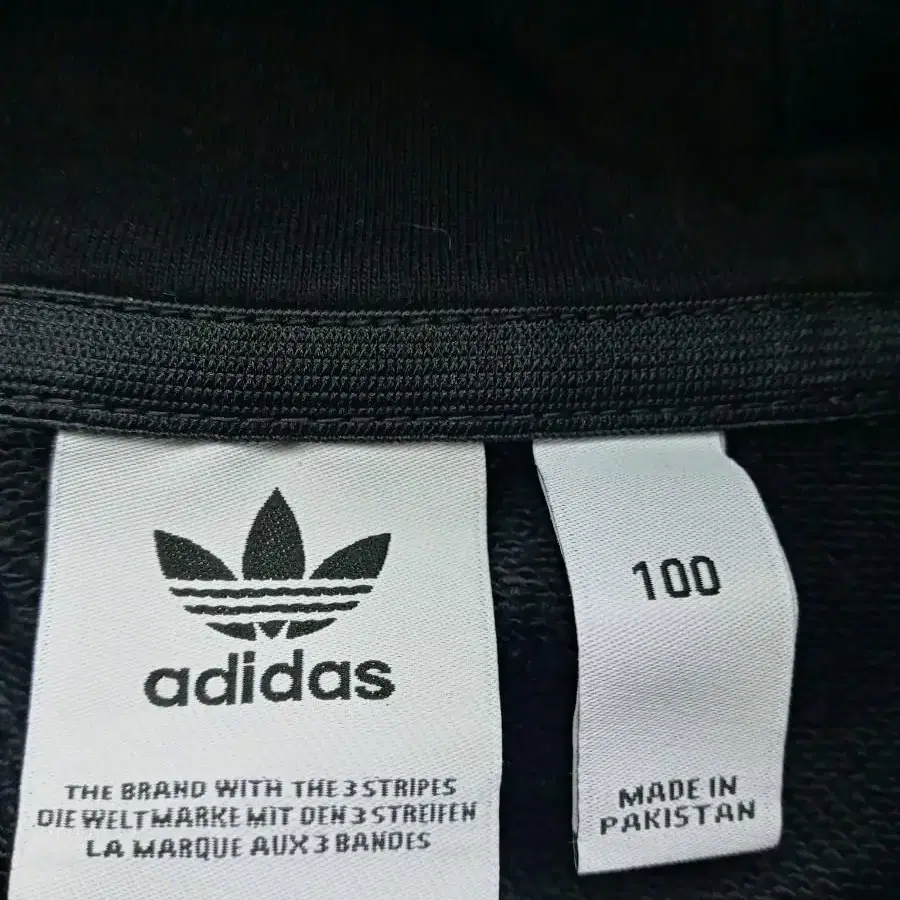 adidas
THE BRAND WITH THE 3 STRIPES
DIE WELTMARKE MIT DEN 3 STREIFEN
LA MARQUE AUX 3 BANDES
100
MADE IN
PAKISTAN